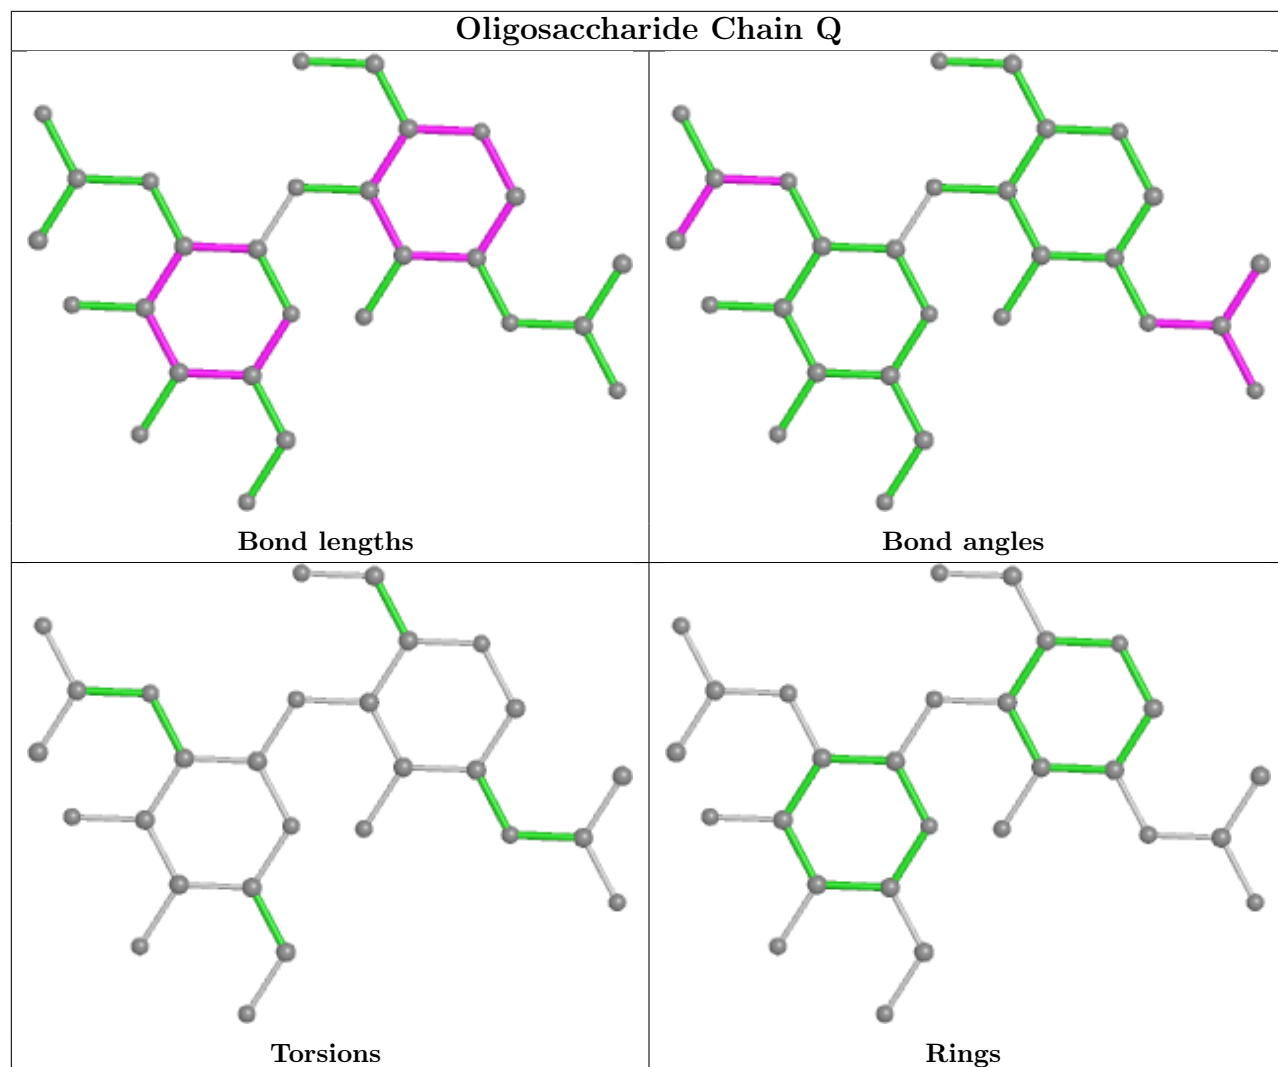 Oligosaccharide Chain Q
Bond lengths
Bond angles
Torsions
Rings